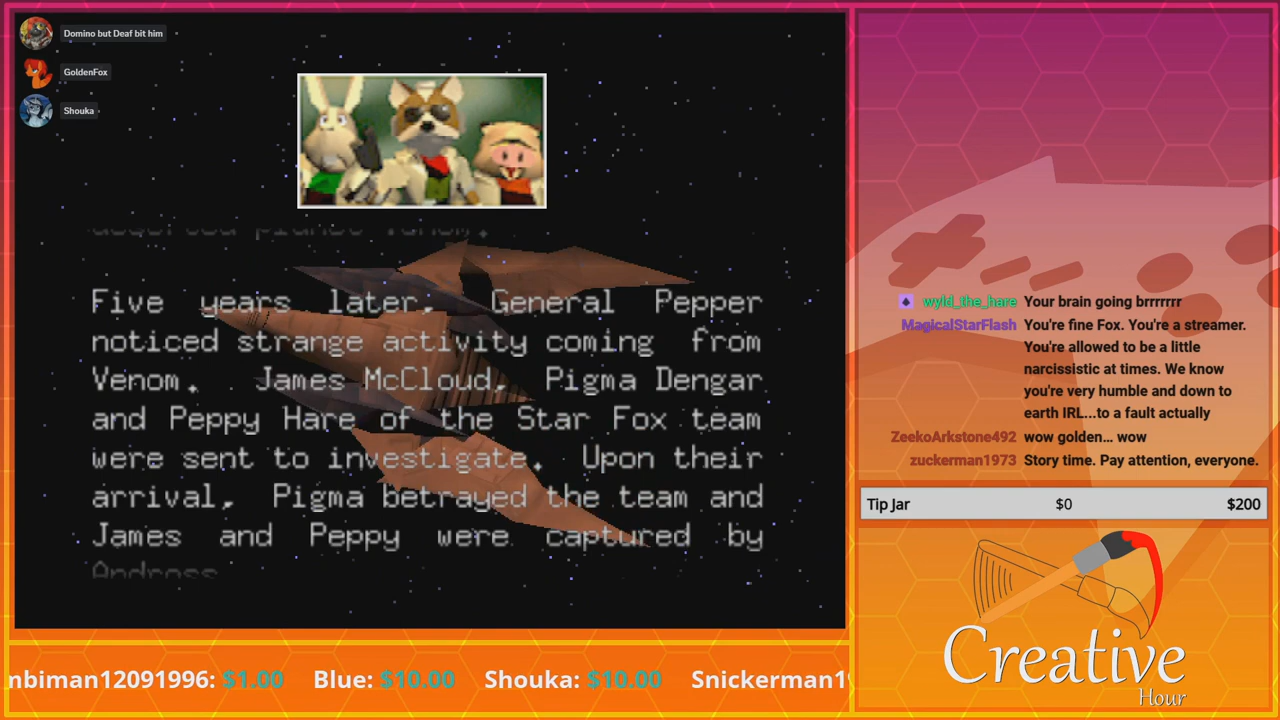 Domino but Deaf bit him
GoldenFox
Shouka
Five years later, General Pepper
noticed strange activity coming from
Venom. James McCloud, Pigma Dengar
and Peppy Hare of the Star Fox team
were sent to investigate. Upon their
arrival, Pigma betrayed the team and
James and Peppy were captured by
Andross
wyld_the_hare Your brain going brrrrrrr
MagicalStarFlash You're fine Fox. You're a streamer.
You're allowed to be a little
narcissistic at times. We know
you're very humble and down to
earth IRL...to a fault actually
ZeekoArkstone492 wow golden... wow
zuckerman1973 Story time. Pay attention, everyone.
Tip Jar $0 $200
Creative
Hour
mbiman12091996: $1.00 Blue: $10.00 Shouka: $10.00 Snickerman1